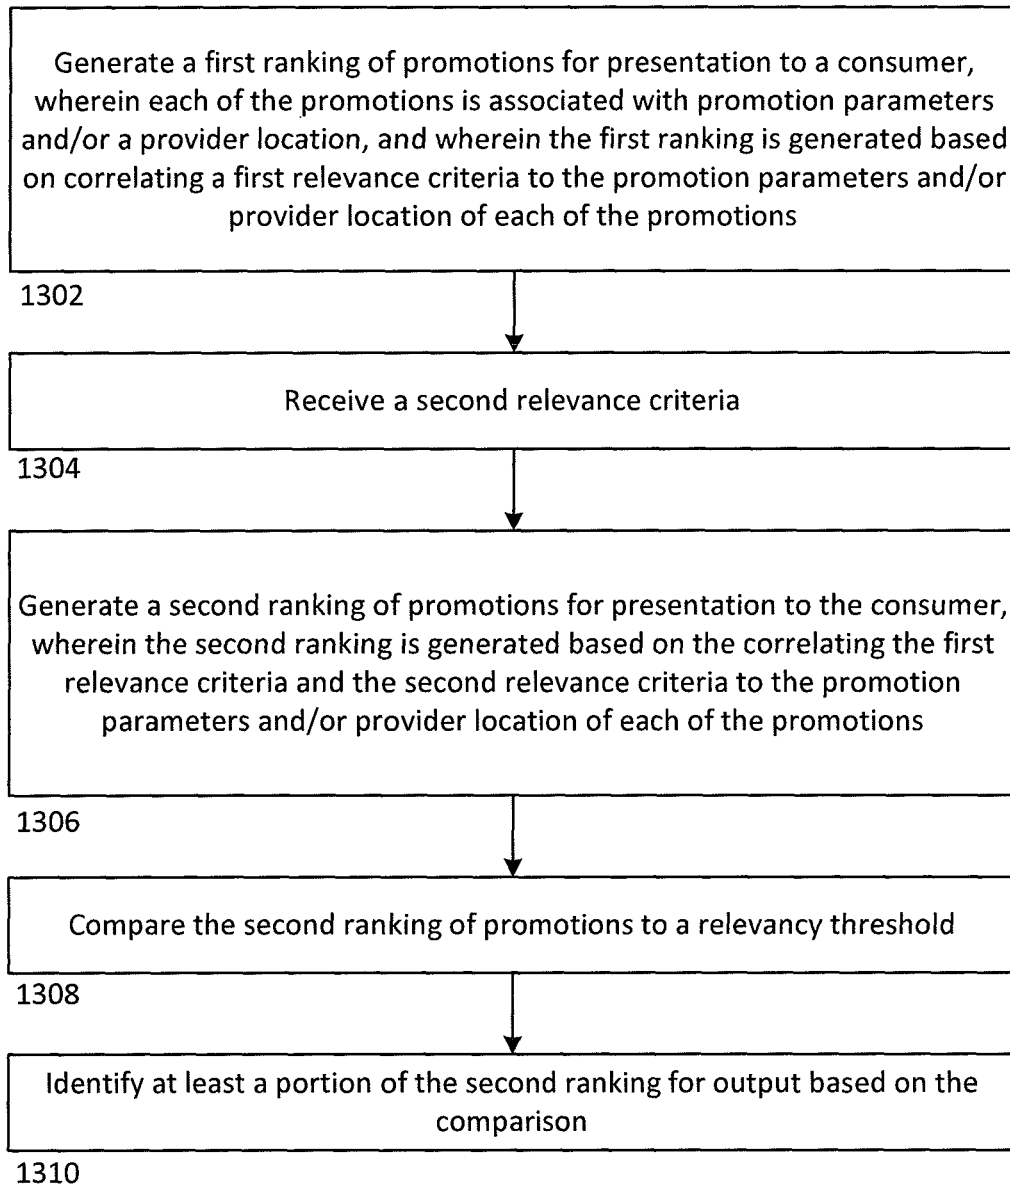 Generate a first ranking of promotions for presentation to a consumer,
wherein each of the promotions is associated with promotion parameters
and/or a provider location, and wherein the first ranking is generated based
on correlating a first relevance criteria to the promotion parameters and/or
provider location of each of the promotions
1302
Receive a second relevance criteria
1304
Generate a second ranking of promotions for presentation to the consumer,
wherein the second ranking is generated based on the correlating the first
relevance criteria and the second relevance criteria to the promotion
parameters and/or provider location of each of the promotions
1306
Compare the second ranking of promotions to a relevancy threshold
1308
Identify at least a portion of the second ranking for output based on the
comparison
1310